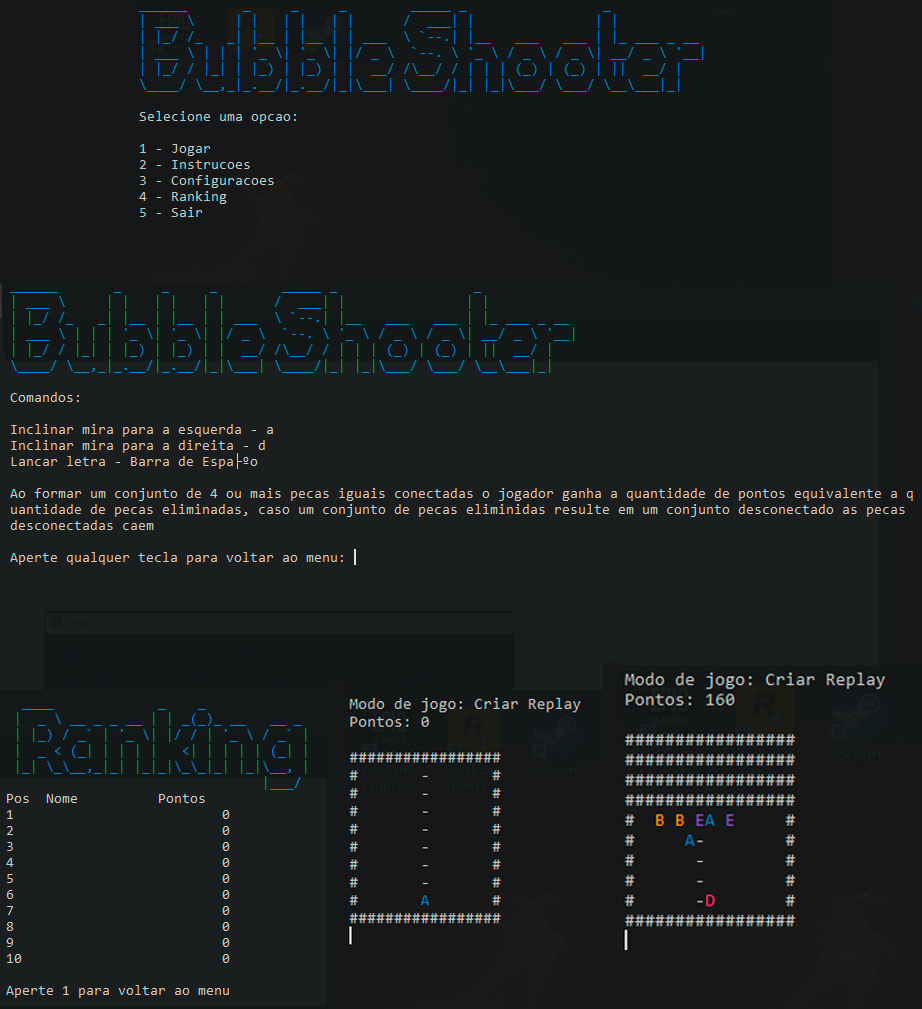 BubbleShooter
Selecione uma opcao:
1 - Jogar
2 - Instrucoes
3 - Configuracoes
4 - Ranking
5 - Sair
BubbleShooter
Comandos:
Inclinar mira para a esquerda - a
Inclinar mira para a direita - d
Lancar letra - Barra de Espa├ºo
Ao formar um conjunto de 4 ou mais pecas iguais conectadas o jogador ganha a quantidade de pontos equivalente a q
uantidade de pecas eliminadas, caso um conjunto de pecas eliminidas resulte em um conjunto desconectado as pecas
desconectadas caem
Aperte qualquer tecla para voltar ao menu:
Ranking
Pos Nome Pontos
1 0
2 0
3 0
4 0
5 0
6 0
7 0
8 0
9 0
10 0
Aperte 1 para voltar ao menu
Modo de jogo: Criar Replay
Pontos: 0
#################
# - #
# - #
# - #
# - #
# - #
# - #
# - #
# A #
#################
Modo de jogo: Criar Replay
Pontos: 160
#################
#################
#################
#################
# B B EA E #
# A- #
# - #
# - #
# -D #
#################